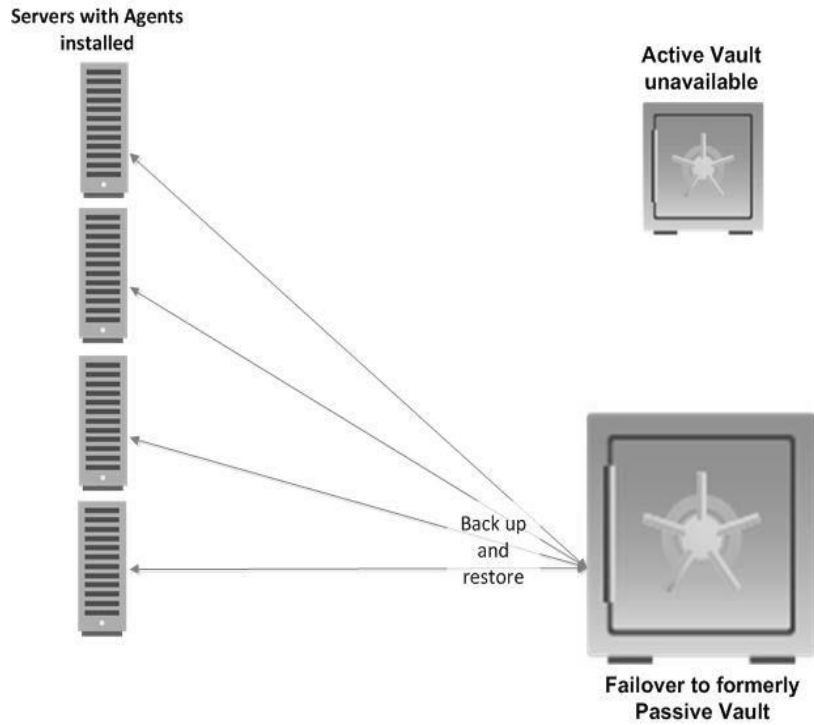 Servers with Agents
installed
Active Vault
unavailable
Back up
and
restore
Failover to formerly
Passive Vault